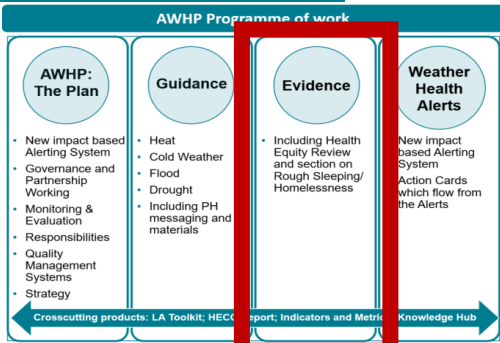 AWHP Programme of work
AWHP:
The Plan
• New impact based
Alerting System
• Governance and
Partnership
Working
• Monitoring &
Evaluation
• Responsibilities
• Quality
Management
Systems
• Strategy
Guidance
• Heat
• Cold Weather
• Flood
• Drought
• Including PH
messaging and
materials
Evidence
• Including Health
Equity Review
and section on
Rough Sleeping/
Homelessness
Weather
Health
Alerts
New impact
based Alerting
System
Action Cards
which flow from
the Alerts
Crosscutting products: LA Toolkit; HECC Report; Indicators and Metrics Knowledge Hub